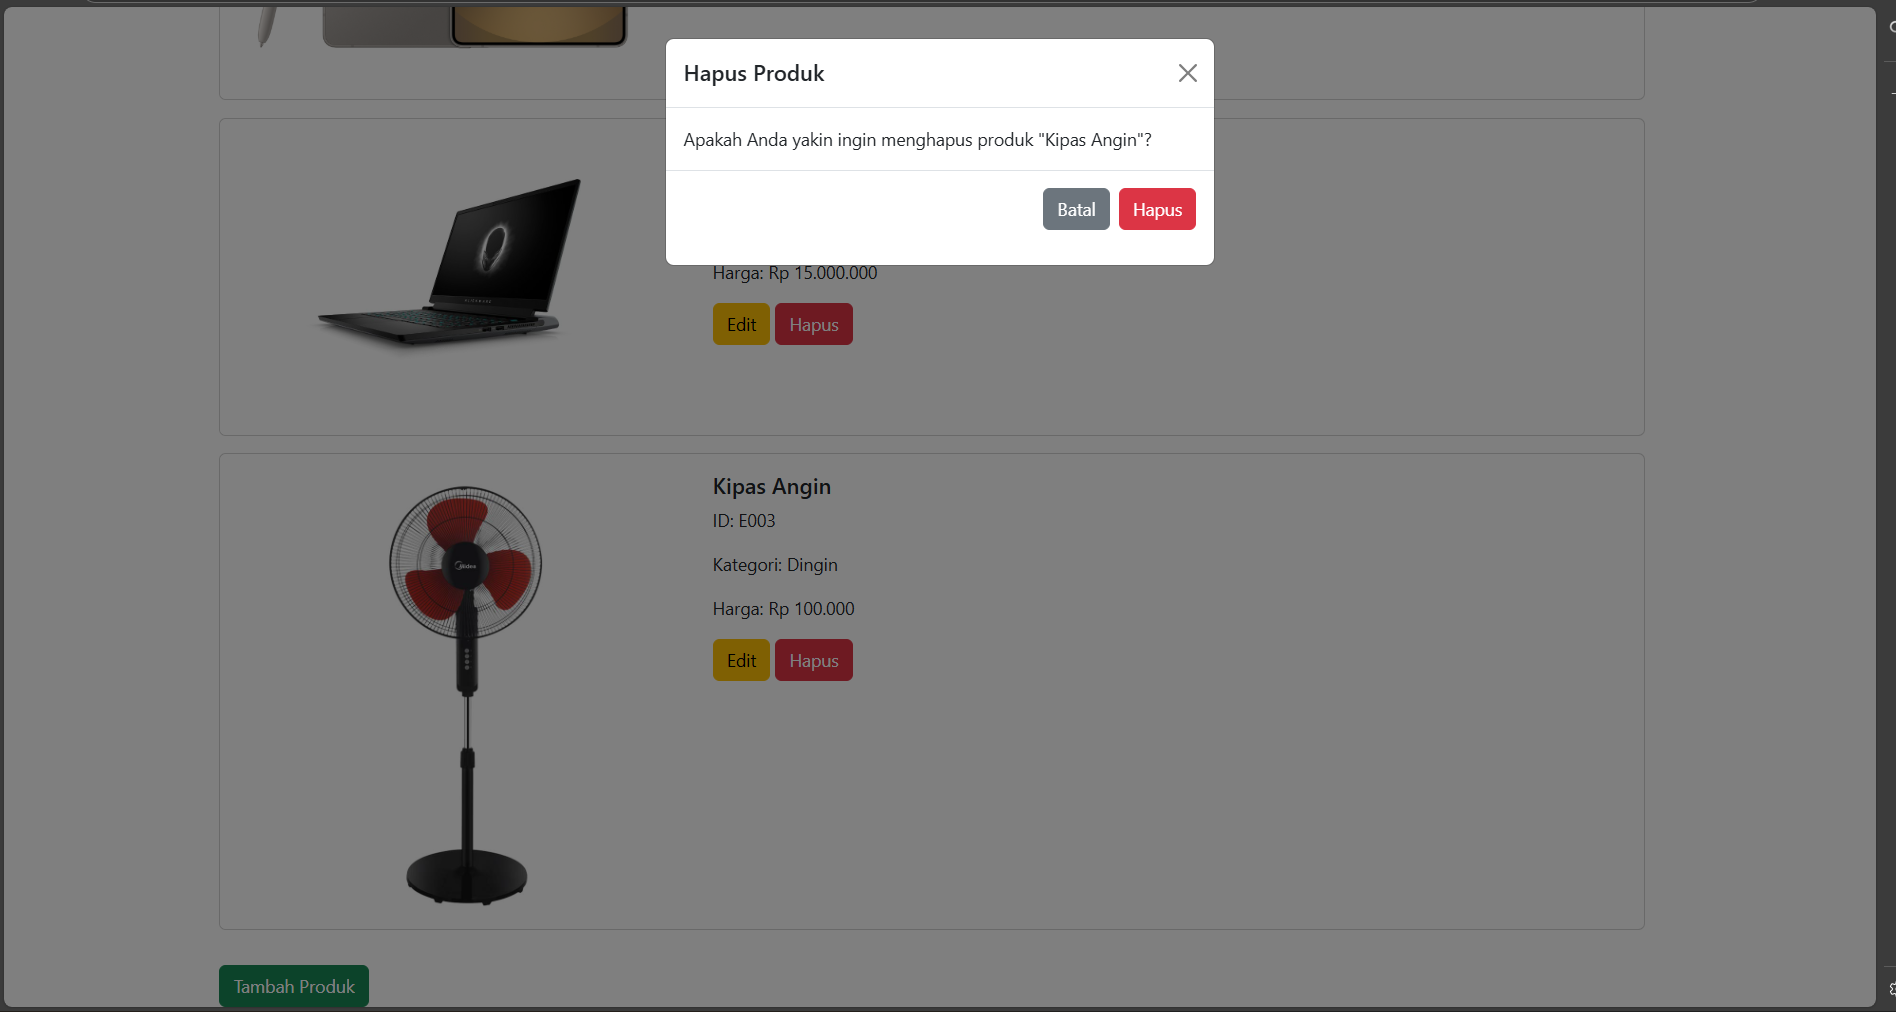 Hapus Produk
Apakah Anda yakin ingin menghapus produk "Kipas Angin"?
Batal
Hapus
Harga: Rp 15.000.000
Edit
Hapus
Kipas Angin
ID: E003
Kategori: Dingin
Harga: Rp 100.000
Edit
Hapus
Midea
Tambah Produk